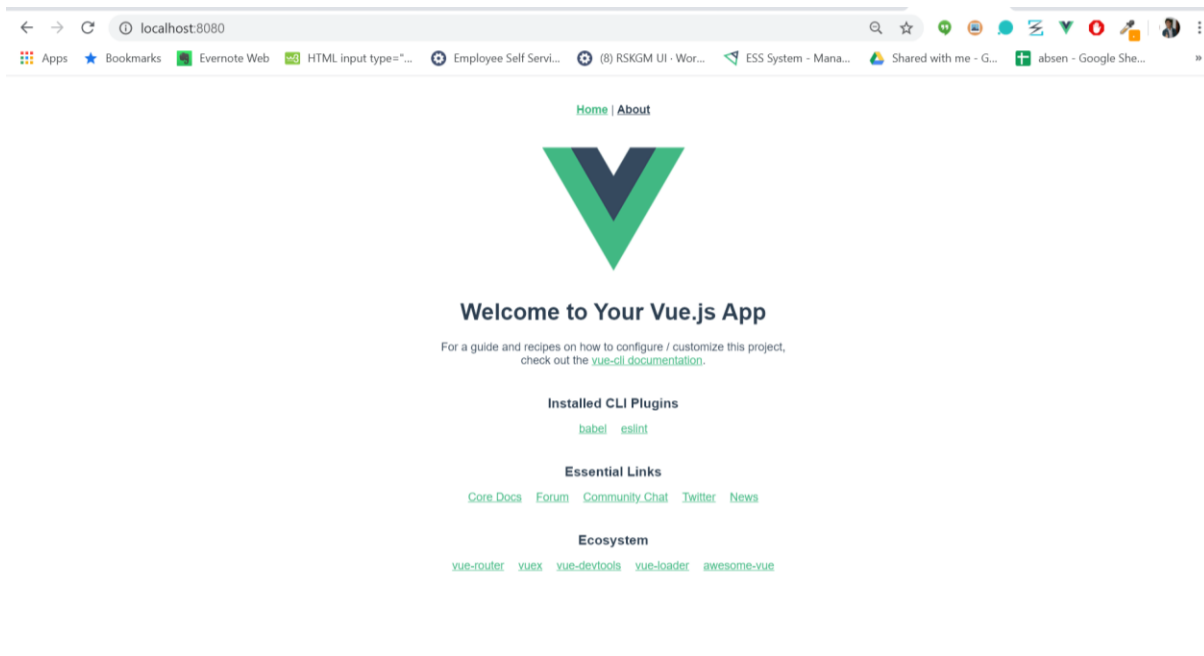 localhost:8080
Apps Bookmarks Evernote Web HTML input type="... Employee Self Servi... (8) RSKGM UI · Wor... ESS System - Mana... Shared with me - G... absen - Google She... »
Home | About
Welcome to Your Vue.js App
For a guide and recipes on how to configure / customize this project,
check out the vue-cli documentation.
Installed CLI Plugins
babel eslint
Essential Links
Core Docs Forum Community Chat Twitter News
Ecosystem
vue-router vuex vue-devtools vue-loader awesome-vue